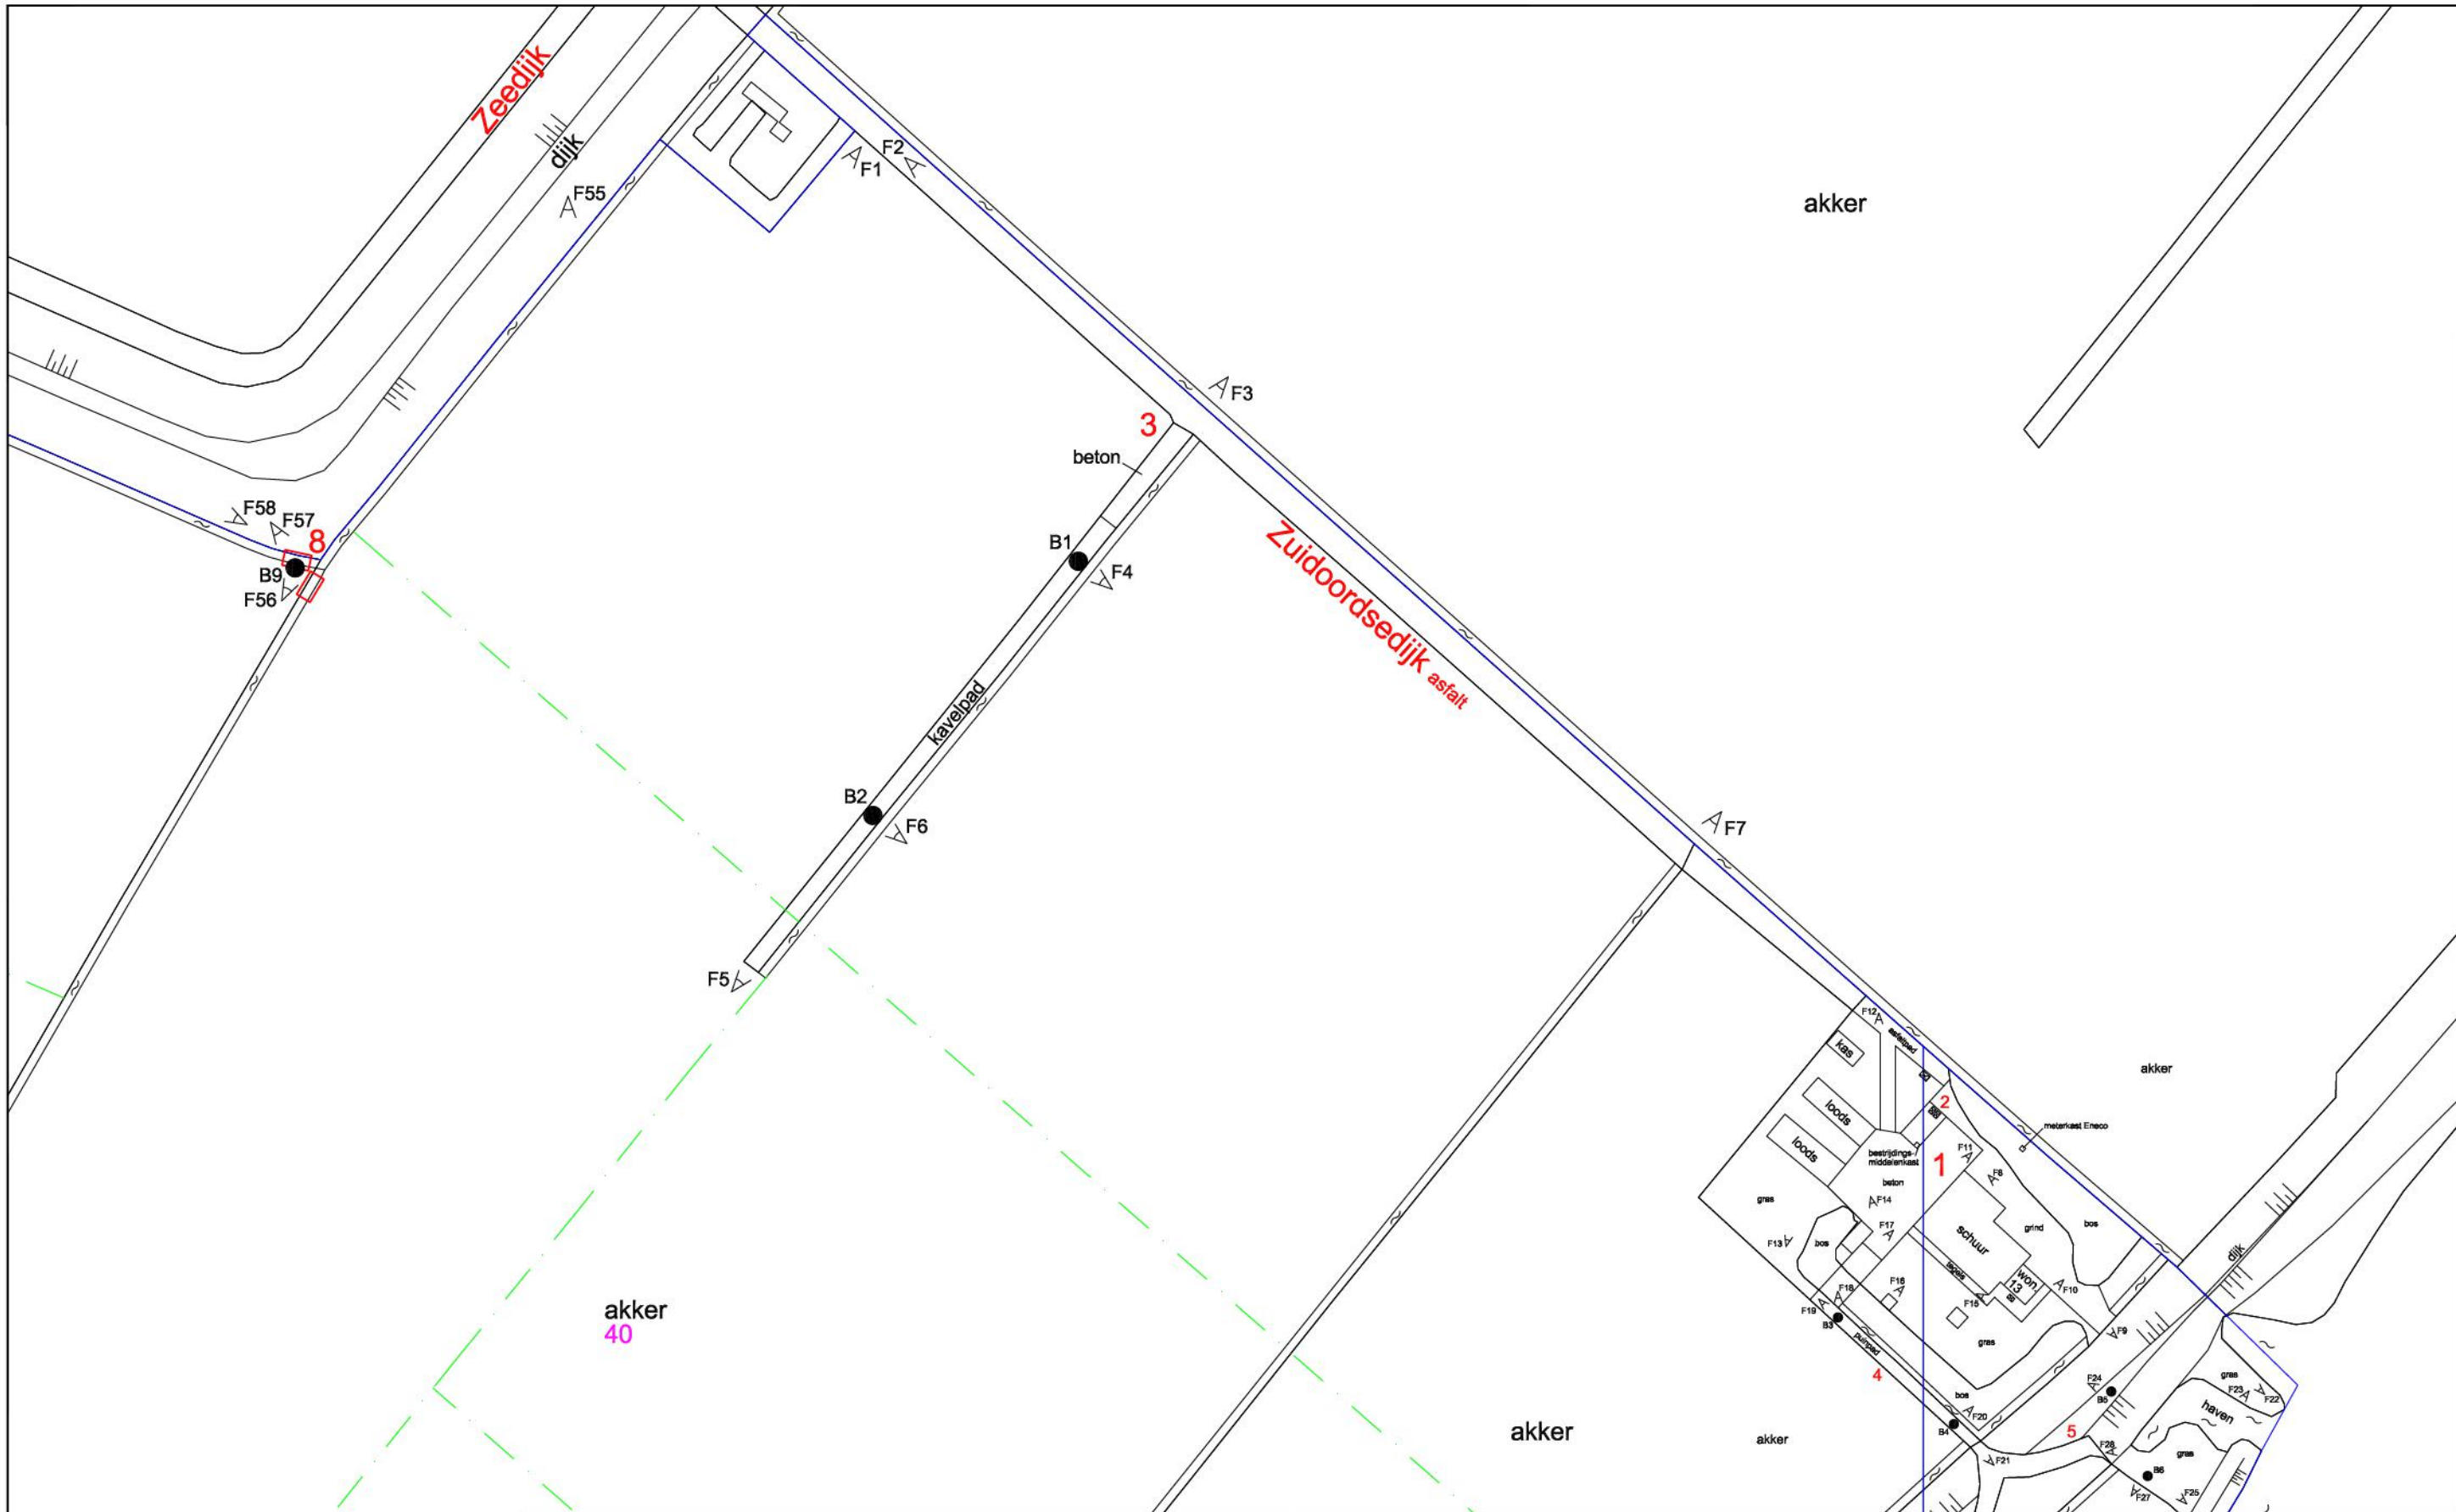 Zeedijk
dijk
F55
F1
F2
akker
F3
3
beton
F58
F57
8
B9
F56
B1
F4
Zuidoordsedijk asfalt
kavelpad
B2
F6
F7
F5
F12
asfaltpad
kas
akker
2
meterkast Eneco
loods
loods
bestrijdings-
middelenkast
1
F11
F8
beton
gras
F14
F17
schuur
grind
bos
F13
bos
dijk
tegels
won.
13
F10
F16
F18
F15
F19
B3
akker
40
puinpad
gras
F9
4
gras
F24
B5
F23
F22
bos
haven
F20
akker
B4
akker
5
F28
gras
F21
B6
F27
F25